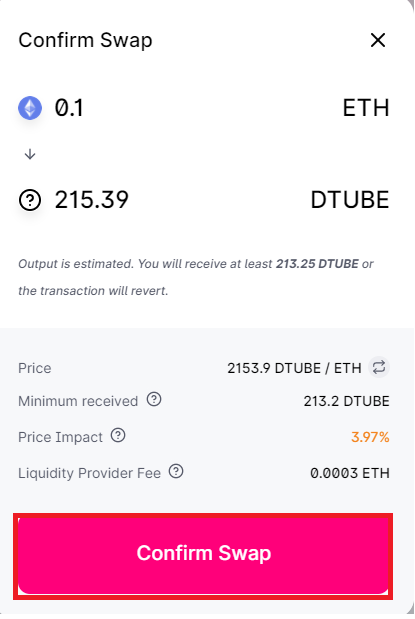 Confirm Swap
0.1 ETH
215.39 DTUBE
Output is estimated. You will receive at least 213.25 DTUBE or
the transaction will revert.
Price 2153.9 DTUBE / ETH
Minimum received 213.2 DTUBE
Price Impact 3.97%
Liquidity Provider Fee 0.0003 ETH
Confirm Swap